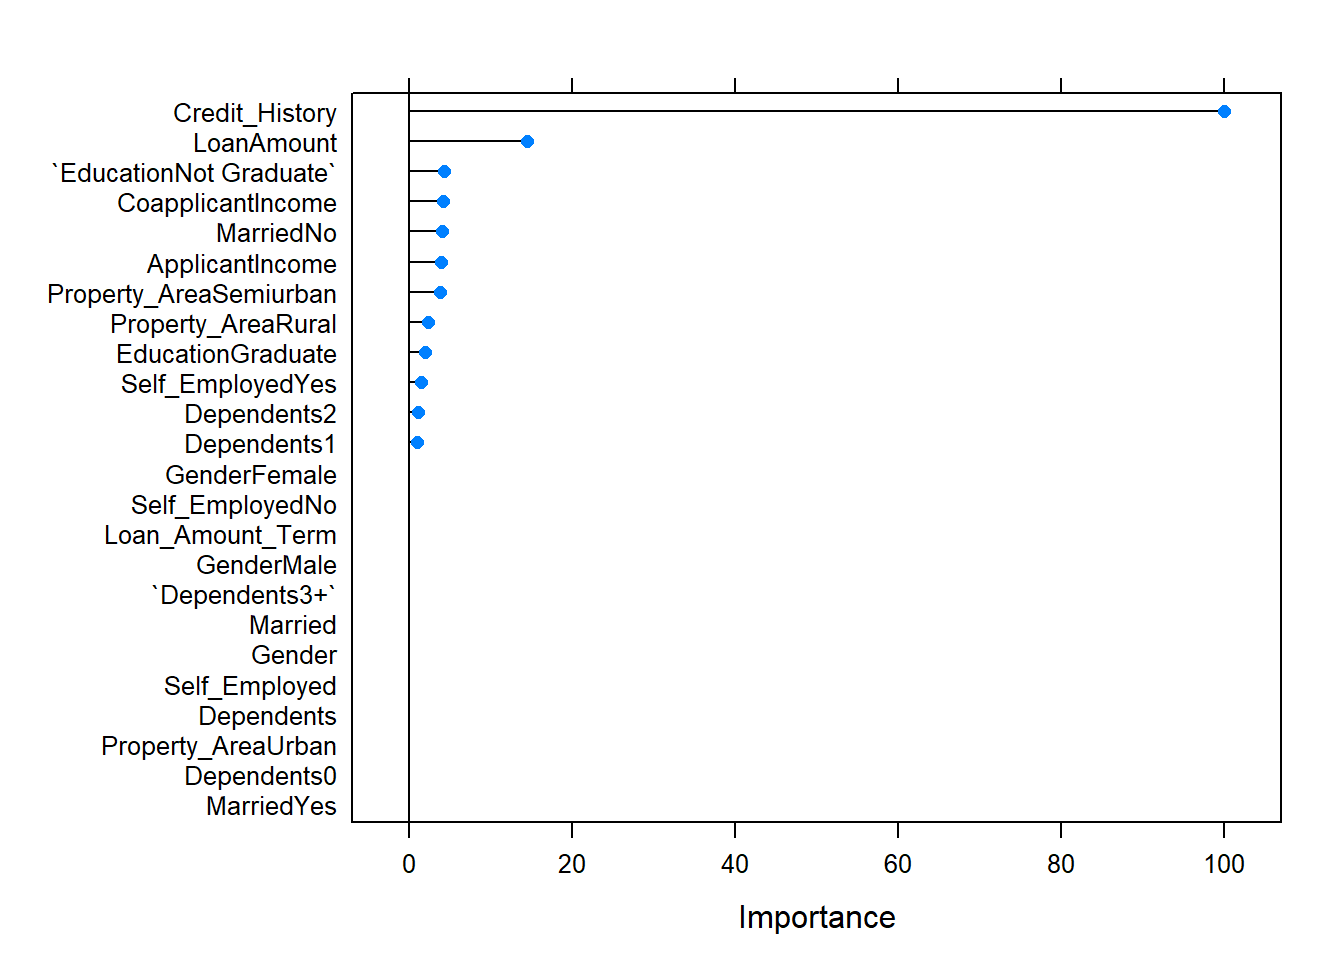 Credit_History
LoanAmount
`EducationNot Graduate`
CoapplicantIncome
MarriedNo
ApplicantIncome
Property_AreaSemiurban
Property_AreaRural
EducationGraduate
Self_EmployedYes
Dependents2
Dependents1
GenderFemale
Self_EmployedNo
Loan_Amount_Term
GenderMale
`Dependents3+`
Married
Gender
Self_Employed
Dependents
Property_AreaUrban
Dependents0
MarriedYes
0 20 40 60 80 100
Importance